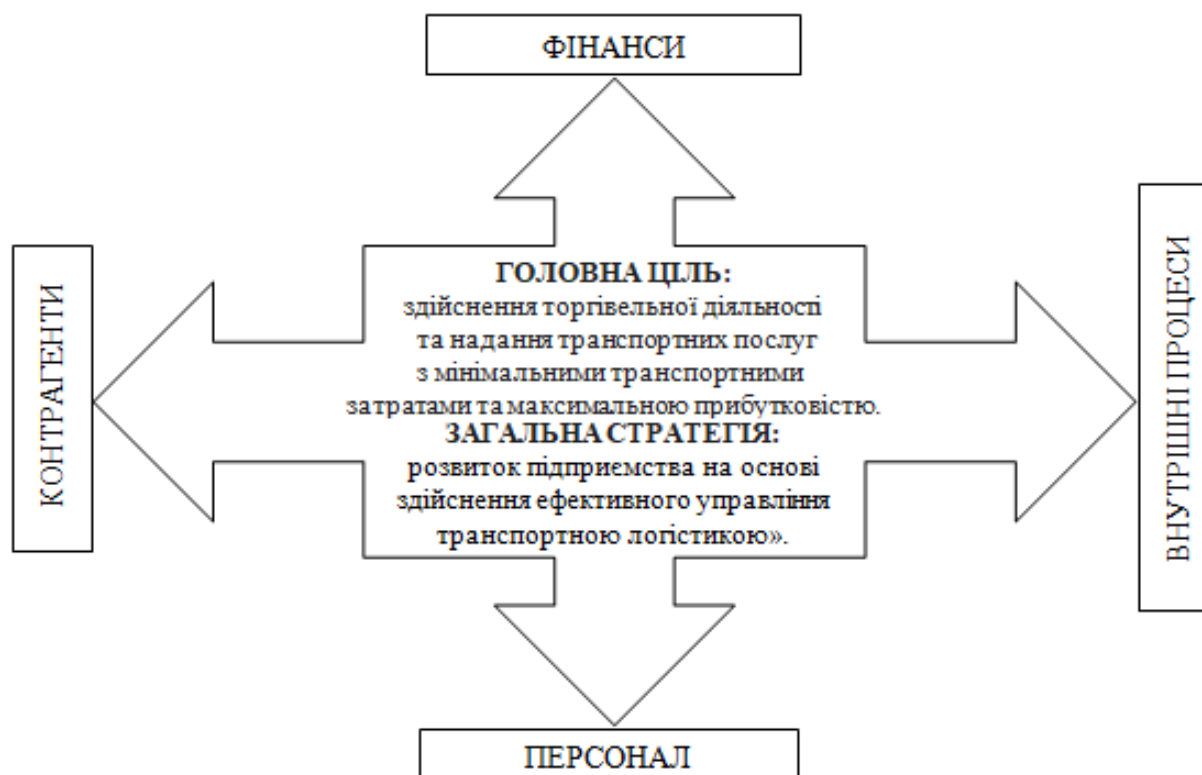 ФІНАНСИ
КОНТРАГЕНТИ
ГОЛОВНА ЦІЛЬ:
здійснення торгівельної діяльності
та надання транспортних послуг
з мінімальними транспортними
затратами та максимальною прибутковістю.
ЗАГАЛЬНА СТРАТЕГІЯ:
розвиток підприємства на основі
здійснення ефективного управління
транспортною логістикою».
ВНУТРІШНІ ПРОЦЕСИ
ПЕРСОНАЛ